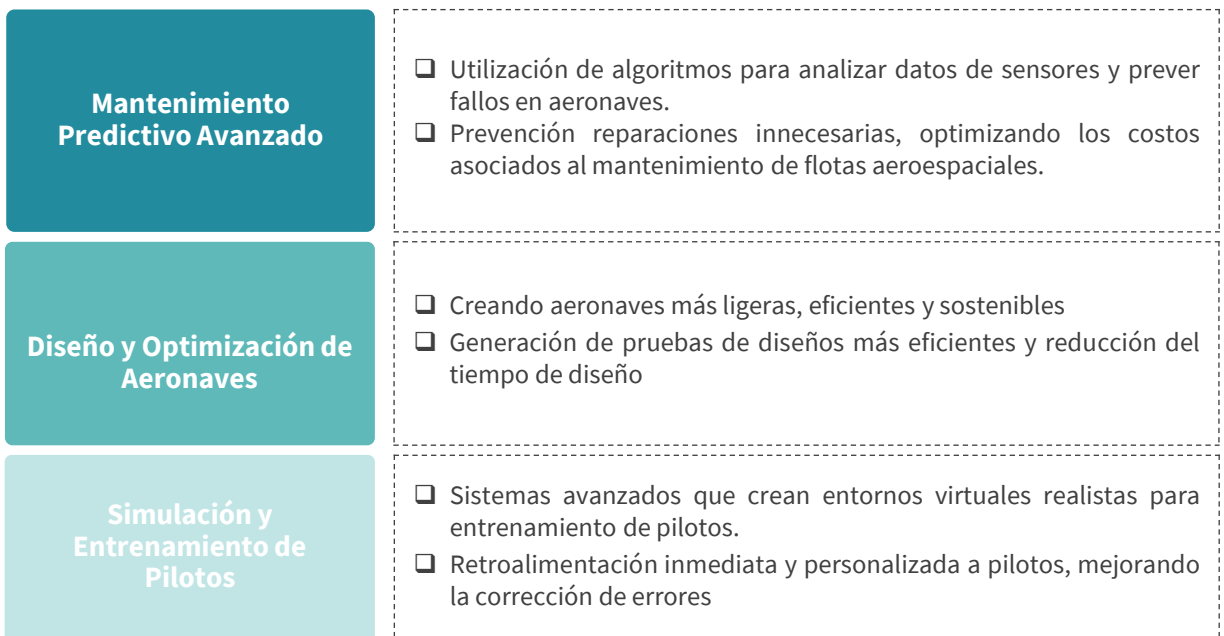 Mantenimiento
Predictivo Avanzado
❑ Utilización de algoritmos para analizar datos de sensores y prever
fallos en aeronaves.
❑ Prevención reparaciones innecesarias, optimizando los costos
asociados al mantenimiento de flotas aeroespaciales.
Diseño y Optimización de
Aeronaves
❑ Creando aeronaves más ligeras, eficientes y sostenibles
❑ Generación de pruebas de diseños más eficientes y reducción del
tiempo de diseño
Simulación y
Entrenamiento de
Pilotos
❑ Sistemas avanzados que crean entornos virtuales realistas para
entrenamiento de pilotos.
❑ Retroalimentación inmediata y personalizada a pilotos, mejorando
la corrección de errores